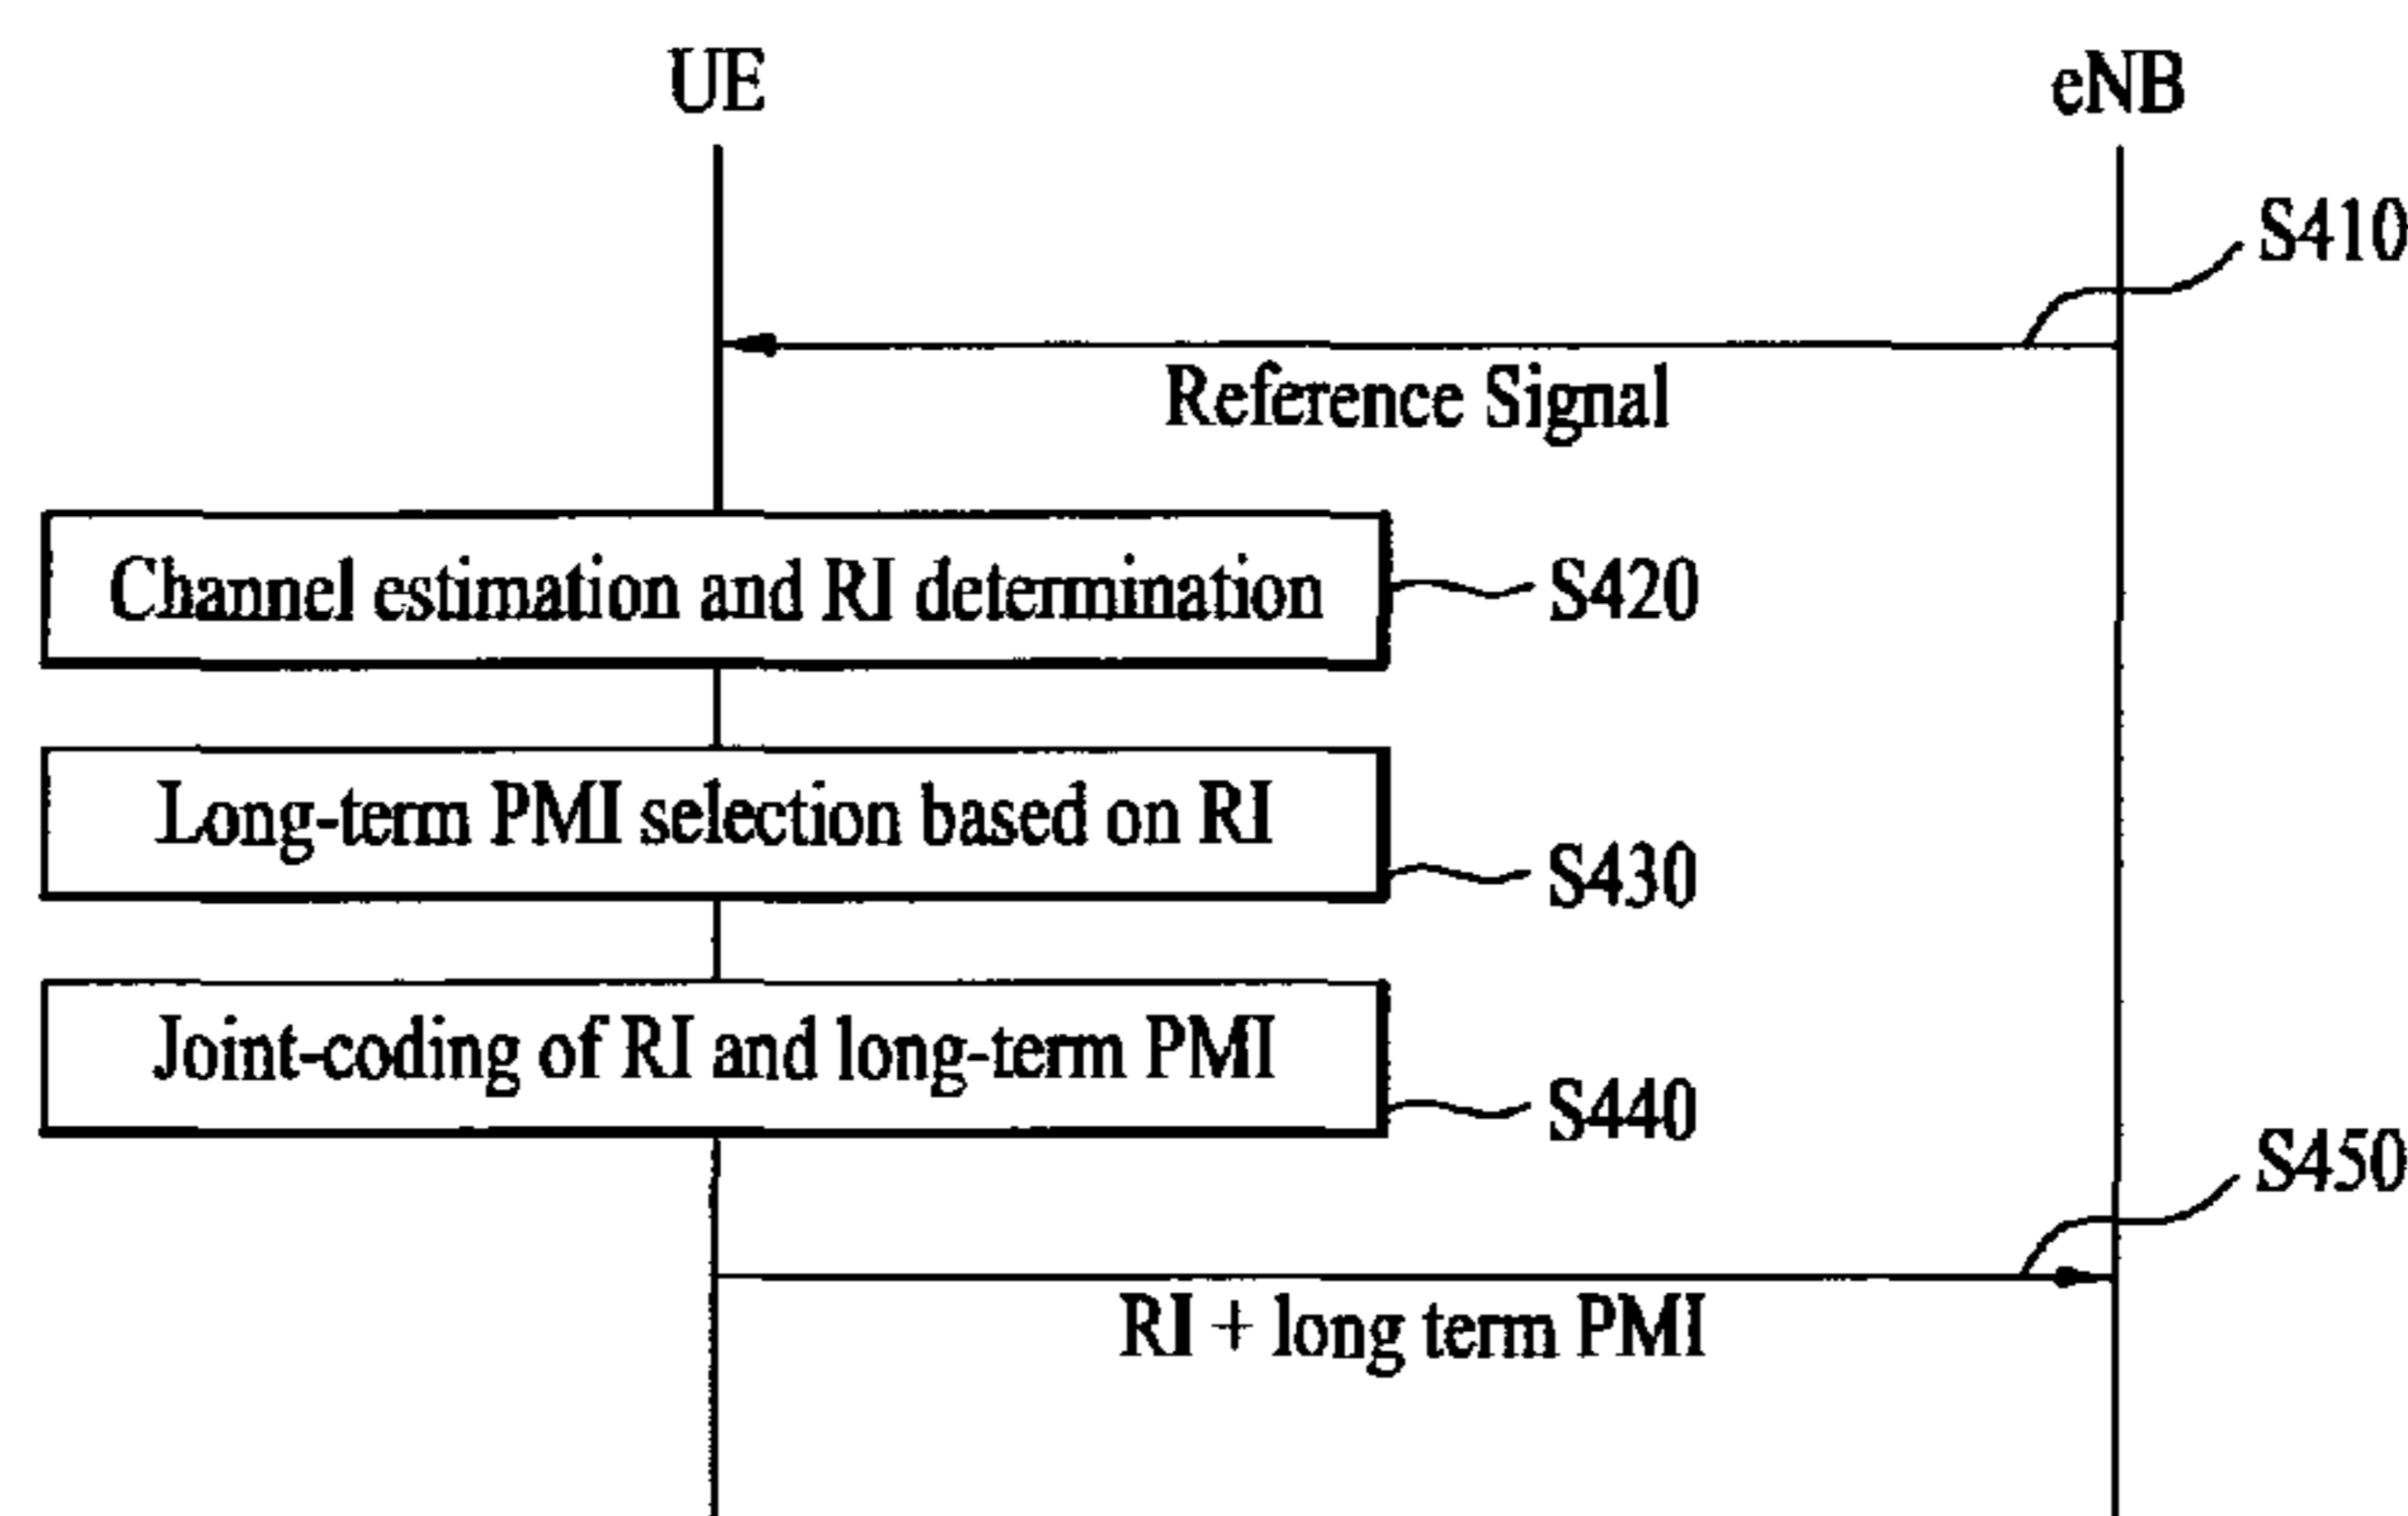 UE
eNB
S410
Reference Signal
Channel estimation and RI determination
S420
Long-term PMI selection based on RI
S430
Joint-coding of RI and long-term PMI
S440
S450
RI + long term PMI